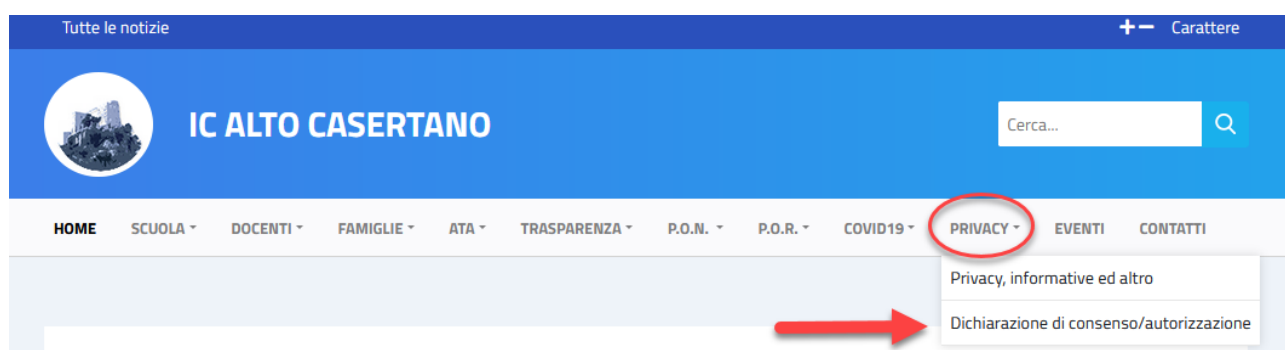 Tutte le notizie
Carattere
IC ALTO CASERTANO
Cerca...
HOME SCUOLA DOCENTI FAMIGLIE ATA TRASPARENZA P.O.N. P.O.R. COVID19 PRIVACY EVENTI CONTATTI
Privacy, informative ed altro
Dichiarazione di consenso/autorizzazione